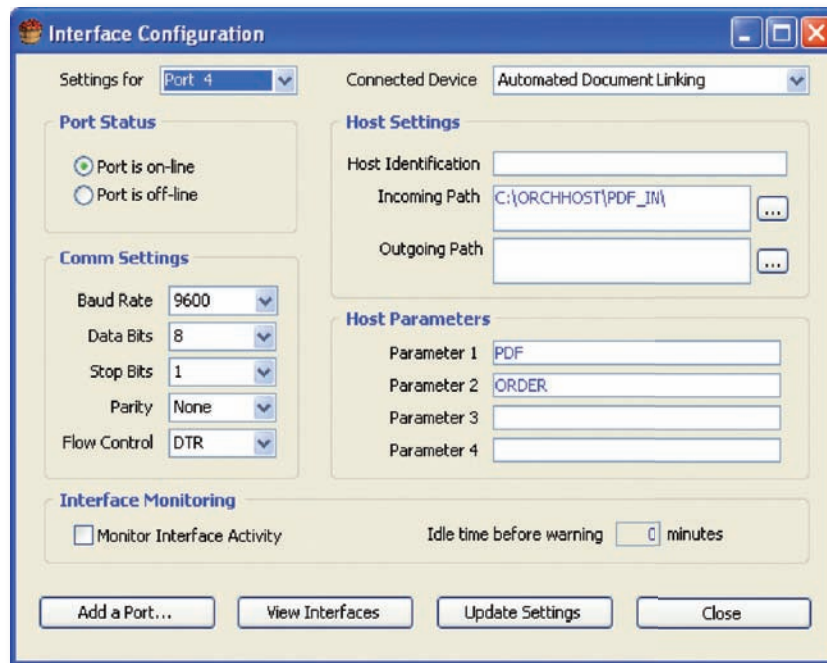 Interface Configuration
Settings for Port 4 Connected Device Automated Document Linking
Port Status
Port is on-line
Port is off-line
Host Settings
Host Identification
Incoming Path C:\ORCHHOST\PDF_IN\ ...
Outgoing Path ...
Comm Settings
Baud Rate 9600
Data Bits 8
Stop Bits 1
Parity None
Flow Control DTR
Host Parameters
Parameter 1 PDF
Parameter 2 ORDER
Parameter 3
Parameter 4
Interface Monitoring
Monitor Interface Activity Idle time before warning 0 minutes
Add a Port... View Interfaces Update Settings Close